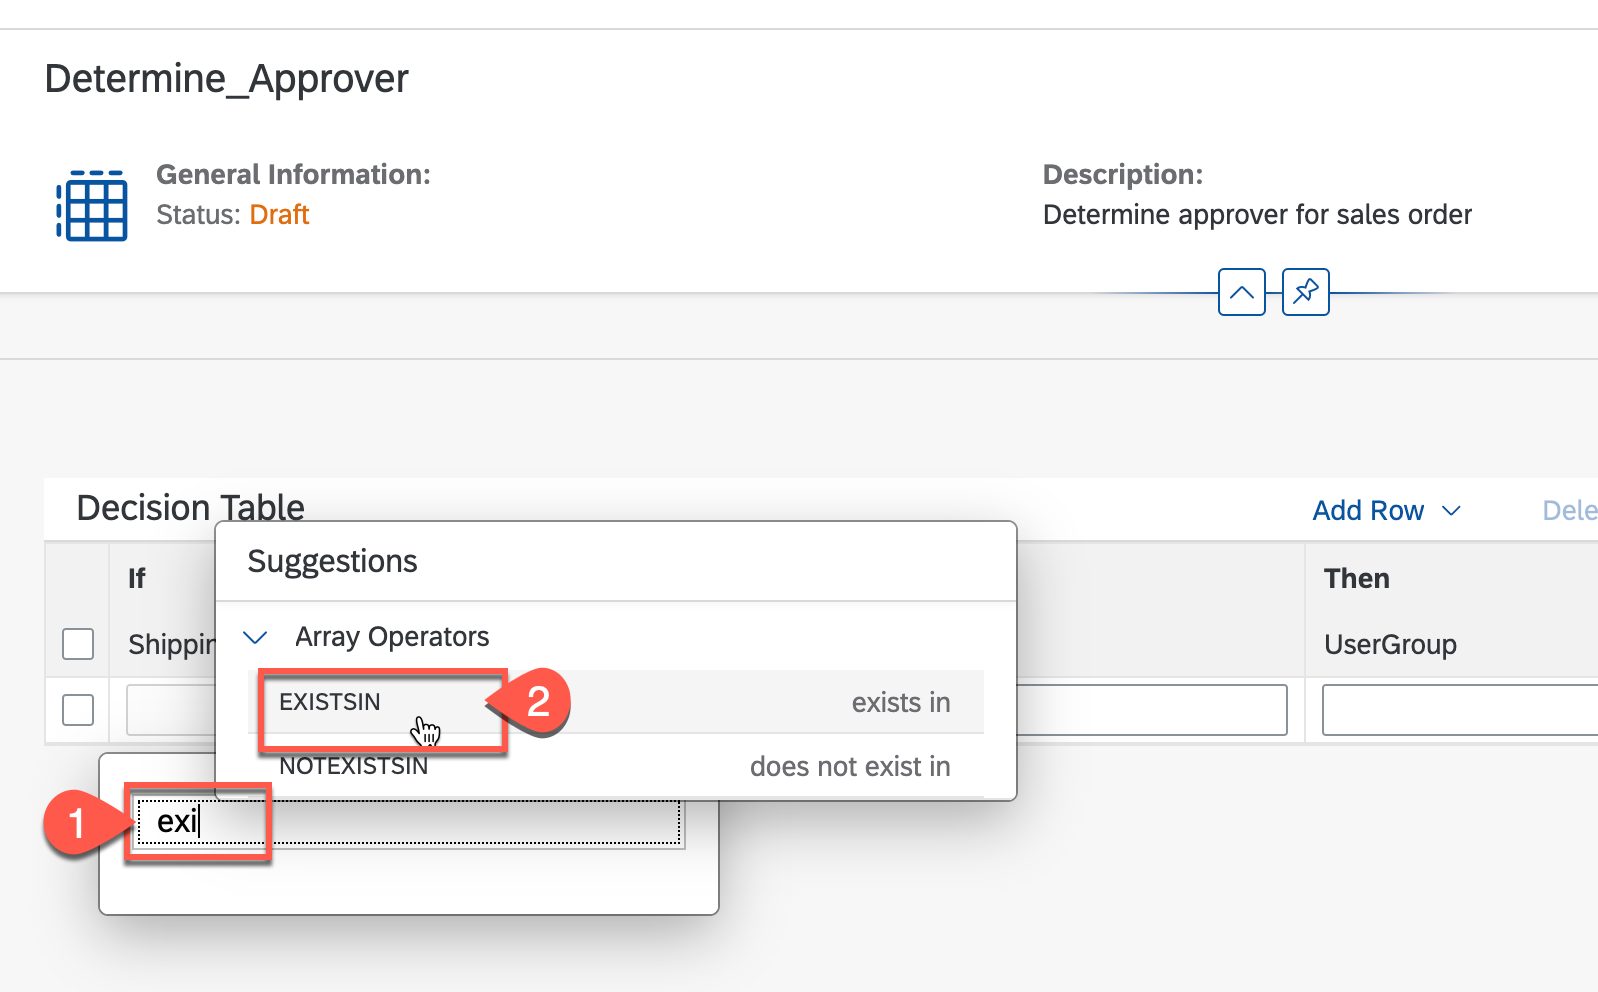 Determine_Approver
General Information:
Status: Draft
Description:
Determine approver for sales order
Decision Table
Add Row
Dele
If
Then
Shippin
UserGroup
Suggestions
Array Operators
EXISTSIN exists in
2
NOTEXISTSIN does not exist in
1
exi